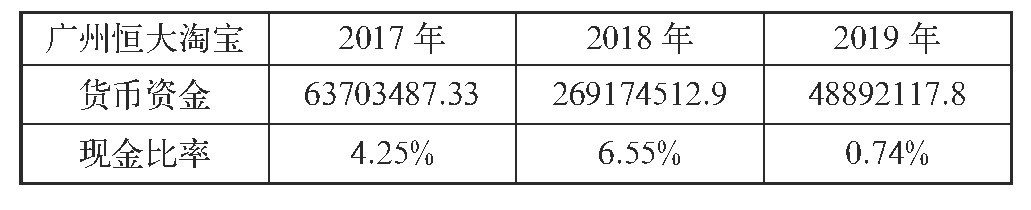 广州恒大淘宝 2017 年 2018 年 2019 年
货币资金 63703487.33 269174512.9 48892117.8
现金比率 4.25% 6.55% 0.74%